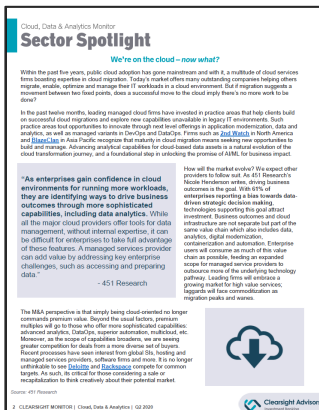 Cloud, Data & Analytics Monitor
Sector Spotlight
We're on the cloud – now what?
Within the past five years, public cloud adoption has gone mainstream and with it, a multitude of cloud services
firms boasting expertise in cloud migration. Today's market offers many outstanding companies helping others
migrate, enable, optimize and manage their IT workloads in a cloud environment. But if migration suggests a
movement between two fixed points, does a successful move to the cloud imply there's no more work to be
done?
In the past twelve months, leading managed cloud firms have invested in practice areas that help clients build
on successful cloud migrations and explore new capabilities unavailable in legacy IT environments. Such
practice areas tout opportunities to innovate through next level offerings in application modernization, data and
analytics, as well as managed variants in DevOps and DataOps. Firms such as 2nd Watch in North America
and BlazeClan in Asia Pacific recognize that maturity in cloud migration means seeking new opportunities to
build and manage. Advanced analytical capabilities for cloud-based data assets is a natural evolution of the
cloud transformation journey, and a foundational step in unlocking the promise of AI/ML for business impact.
"As enterprises gain confidence in cloud
environments for running more workloads,
they are identifying ways to drive business
outcomes through more sophisticated
capabilities, including data analytics. While
all the major cloud providers offer tools for data
management, without internal expertise, it can
be difficult for enterprises to take full advantage
of these features. A managed services provider
can add value by addressing key enterprise
challenges, such as accessing and preparing
data."
- 451 Research
How will the market evolve? We expect other
providers to follow suit. As 451 Research's
Nicole Henderson writes, driving business
outcomes is the goal. With 61% of
enterprises reporting a bias towards data-
driven strategic decision making,
technologies supporting this goal attract
investment. Business outcomes and cloud
infrastructure are not separate but part of the
same value chain which also includes data,
analytics, digital modernization,
containerization and automation. Enterprise
users will consume as much of this value
chain as possible, feeding an expanded
scope for managed service providers to
outsource more of the underlying technology
pathway. Leading firms will embrace a
growing market for high value services;
laggards will face commoditization as
migration peaks and wanes.
The M&A perspective is that simply being cloud-oriented no longer
commands premium value. Beyond the usual factors, premium
multiples will go to those who offer more sophisticated capabilities:
advanced analytics, DataOps, superior automation, multicloud, etc.
Moreover, as the scope of capabilities broadens, we are seeing
greater competition for deals from a more diverse set of buyers.
Recent processes have seen interest from global SIs, hosting and
managed services providers, software firms and more. It is no longer
unthinkable to see Deloitte and Rackspace compete for common
targets. As such, its critical for those considering a sale or
recapitalization to think creatively about their potential market.
Source: 451 Research
2 CLEARSIGHT MONITOR | Cloud, Data & Analytics | Q2 2020
Clearsight Advisors